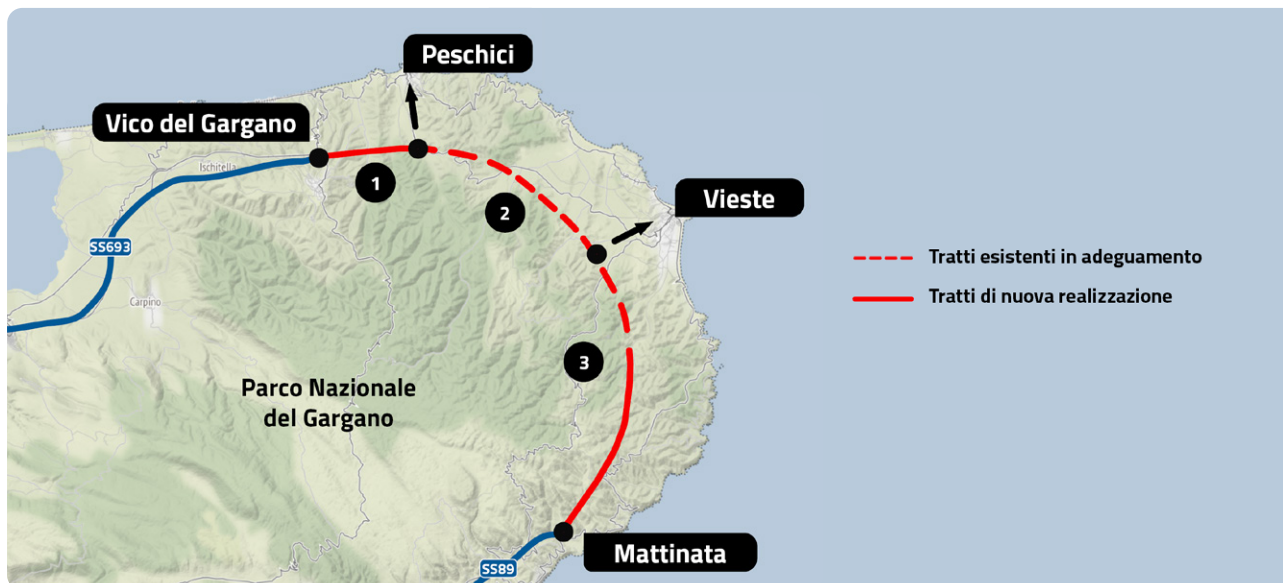 Peschici
Vico del Gargano
Ischitella
1
2
Vieste
SS693
Tratti esistenti in adeguamento
Carpino
Tratti di nuova realizzazione
3
Parco Nazionale
del Gargano
Mattinata
SS89